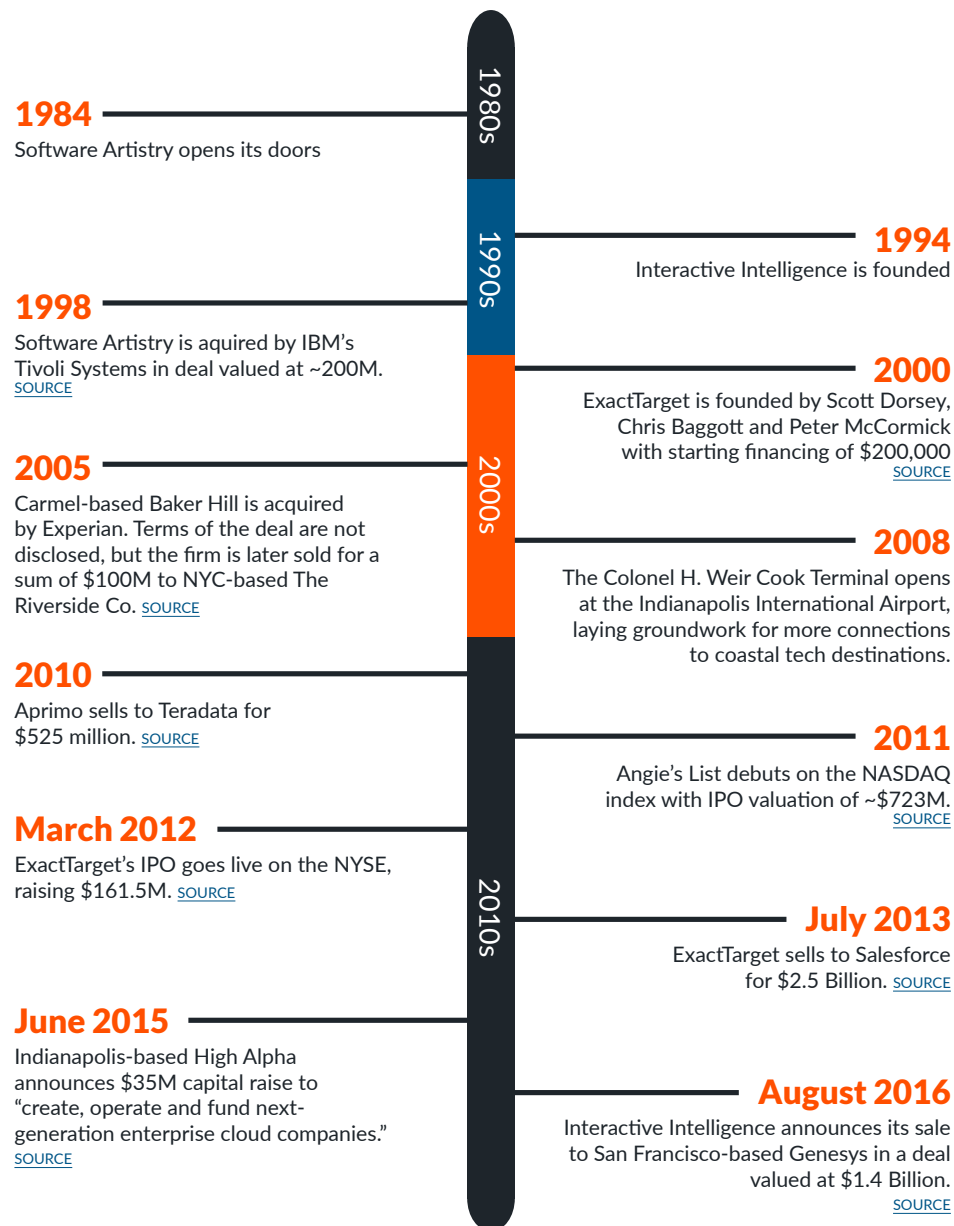 1980s
1984
Software Artistry opens its doors
1990s
1994
Interactive Intelligence is founded
1998
Software Artistry is aquired by IBM’s
Tivoli Systems in deal valued at ~200M.
SOURCE
2000s
2000
ExactTarget is founded by Scott Dorsey,
Chris Baggott and Peter McCormick
with starting financing of $200,000
SOURCE
2005
Carmel-based Baker Hill is acquired
by Experian. Terms of the deal are not
disclosed, but the firm is later sold for a
sum of $100M to NYC-based The
Riverside Co. SOURCE
2008
The Colonel H. Weir Cook Terminal opens
at the Indianapolis International Airport,
laying groundwork for more connections
to coastal tech destinations.
2010s
2010
Aprimo sells to Teradata for
$525 million. SOURCE
2011
Angie’s List debuts on the NASDAQ
index with IPO valuation of ~$723M.
SOURCE
March 2012
ExactTarget’s IPO goes live on the NYSE,
raising $161.5M. SOURCE
July 2013
ExactTarget sells to Salesforce
for $2.5 Billion. SOURCE
June 2015
Indianapolis-based High Alpha
announces $35M capital raise to
“create, operate and fund next-
generation enterprise cloud companies.”
SOURCE
August 2016
Interactive Intelligence announces its sale
to San Francisco-based Genesys in a deal
valued at $1.4 Billion.
SOURCE